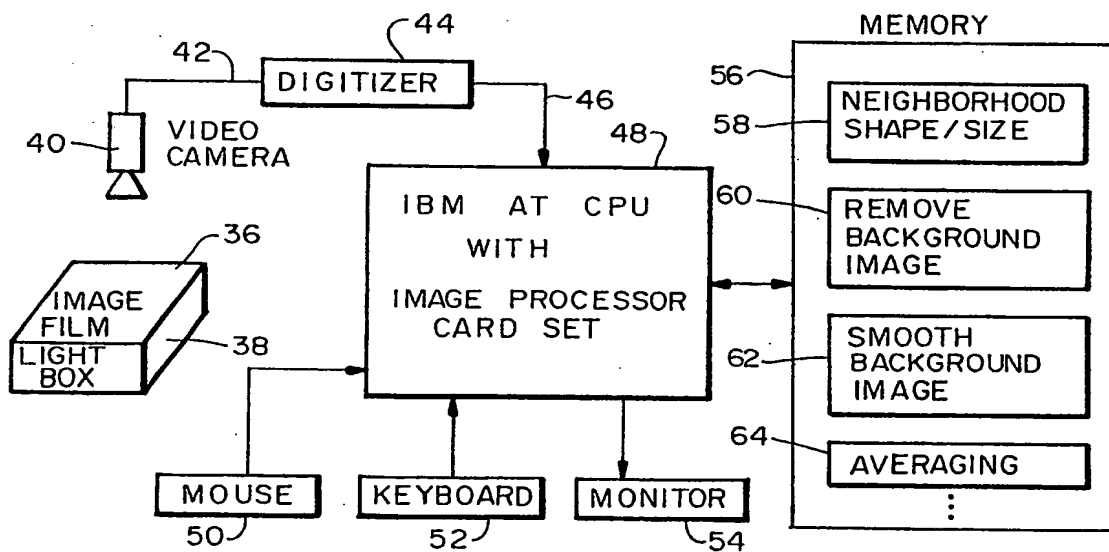 MEMORY
44
42
DIGITIZER
46
56
NEIGHBORHOOD
SHAPE/SIZE
58
40
VIDEO
CAMERA
48
IBM AT CPU
WITH
IMAGE PROCESSOR
CARD SET
60
REMOVE
BACKGROUND
IMAGE
36
IMAGE
FILM
38
LIGHT
BOX
62
SMOOTH
BACKGROUND
IMAGE
64
AVERAGING
MOUSE
50
KEYBOARD
52
MONITOR
54